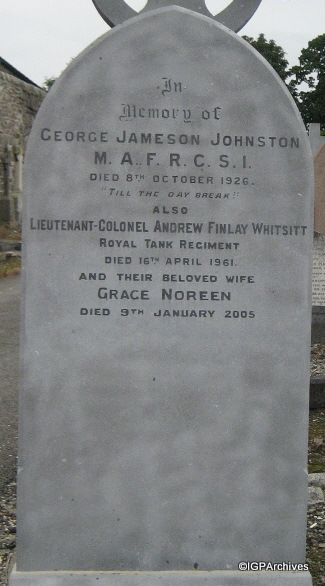 In
Memory of
GEORGE JAMESON JOHNSTON
M. A. F. R. C. S. I.
DIED 8TH OCTOBER 1926.
"TILL THE DAY BREAK"
ALSO
LIEUTENANT-COLONEL ANDREW FINLAY WHITSITT
ROYAL TANK REGIMENT
DIED 16TH APRIL 1961.
AND THEIR BELOVED WIFE
GRACE NOREEN
DIED 9TH JANUARY 2005
©IGPArchives